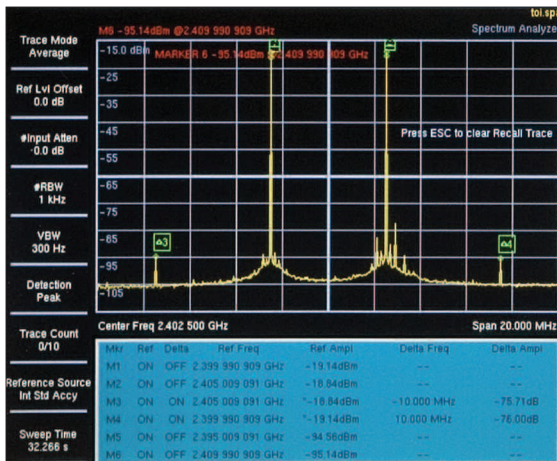 toi.spa
Trace Mode
Average
Ref Lvl Offset
0.0 dB
#Input Atten
-0.0 dB
#RBW
1 kHz
VBW
300 Hz
Detection
Peak
Trace Count
0/10
Reference Source
Int Std Accy
Sweep Time
32.266 s
M6 -95.14dBm @2.409 990 909 GHz
Spectrum Analyzer
-15.0 dBm
MARKER 6 -95.14dBm @2.409 990 909 GHz
-25
-35
Press ESC to clear Recall Trace
-45
-55
-65
-75
-85
3
4
-95
-105
Center Freq 2.402 500 GHz
Span 20.000 MHz
Mkr Ref Delta Ref Freq Ref Ampl Delta Freq Delta Ampl
M1 ON OFF 2.399 990 909 GHz -19.14dBm -- --
M2 ON OFF 2.405 009 091 GHz -18.84dBm -- --
M3 ON ON 2.405 009 091 GHz *-18.84dBm -10.000 MHz -75.71dB
M4 ON ON 2.399 990 909 GHz *-19.14dBm 10.000 MHz -76.00dB
M5 ON OFF 2.395 009 091 GHz -94.56dBm -- --
M6 ON OFF 2.409 990 909 GHz -95.14dBm -- --